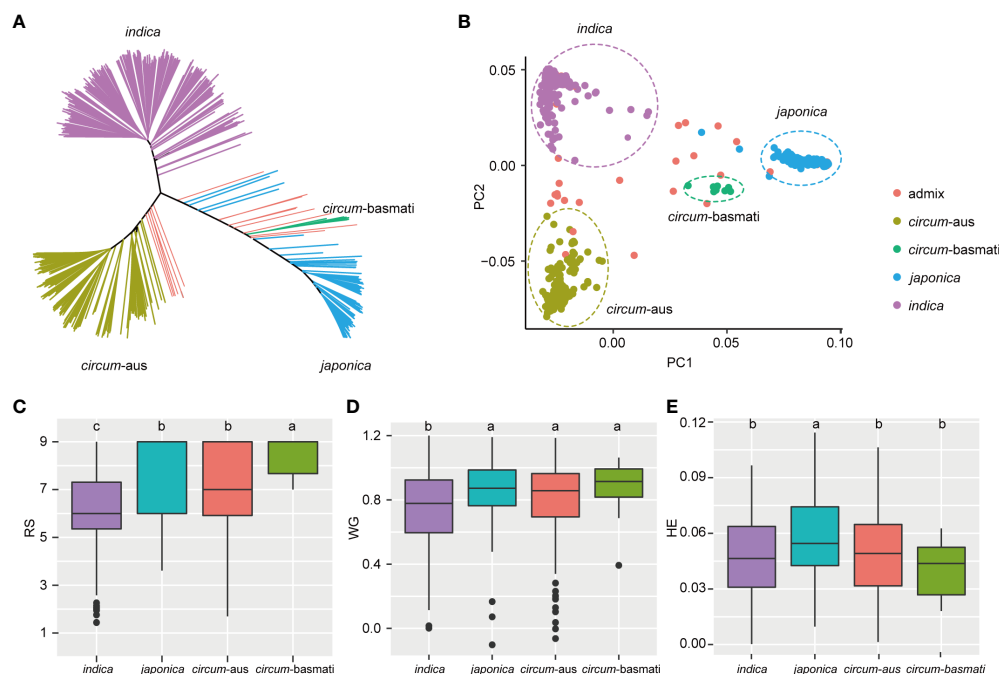 A
indica
circum-basmati
circum-aus
japonica
B
indica
japonica
circum-basmati
circum-aus
0.05
0.00
−0.05
PC2
0.00
0.05
0.10
PC1
admix
circum-aus
circum-basmati
japonica
indica
C
c
b
b
a
9
7
5
3
1
RS
indica
japonica
circum-aus
circum-basmati
D
b
a
a
a
1.2
0.8
0.4
0.0
WG
indica
japonica
circum-aus
circum-basmati
E
b
a
b
b
0.12
0.09
0.06
0.03
0.00
HE
indica
japonica
circum-aus
circum-basmati